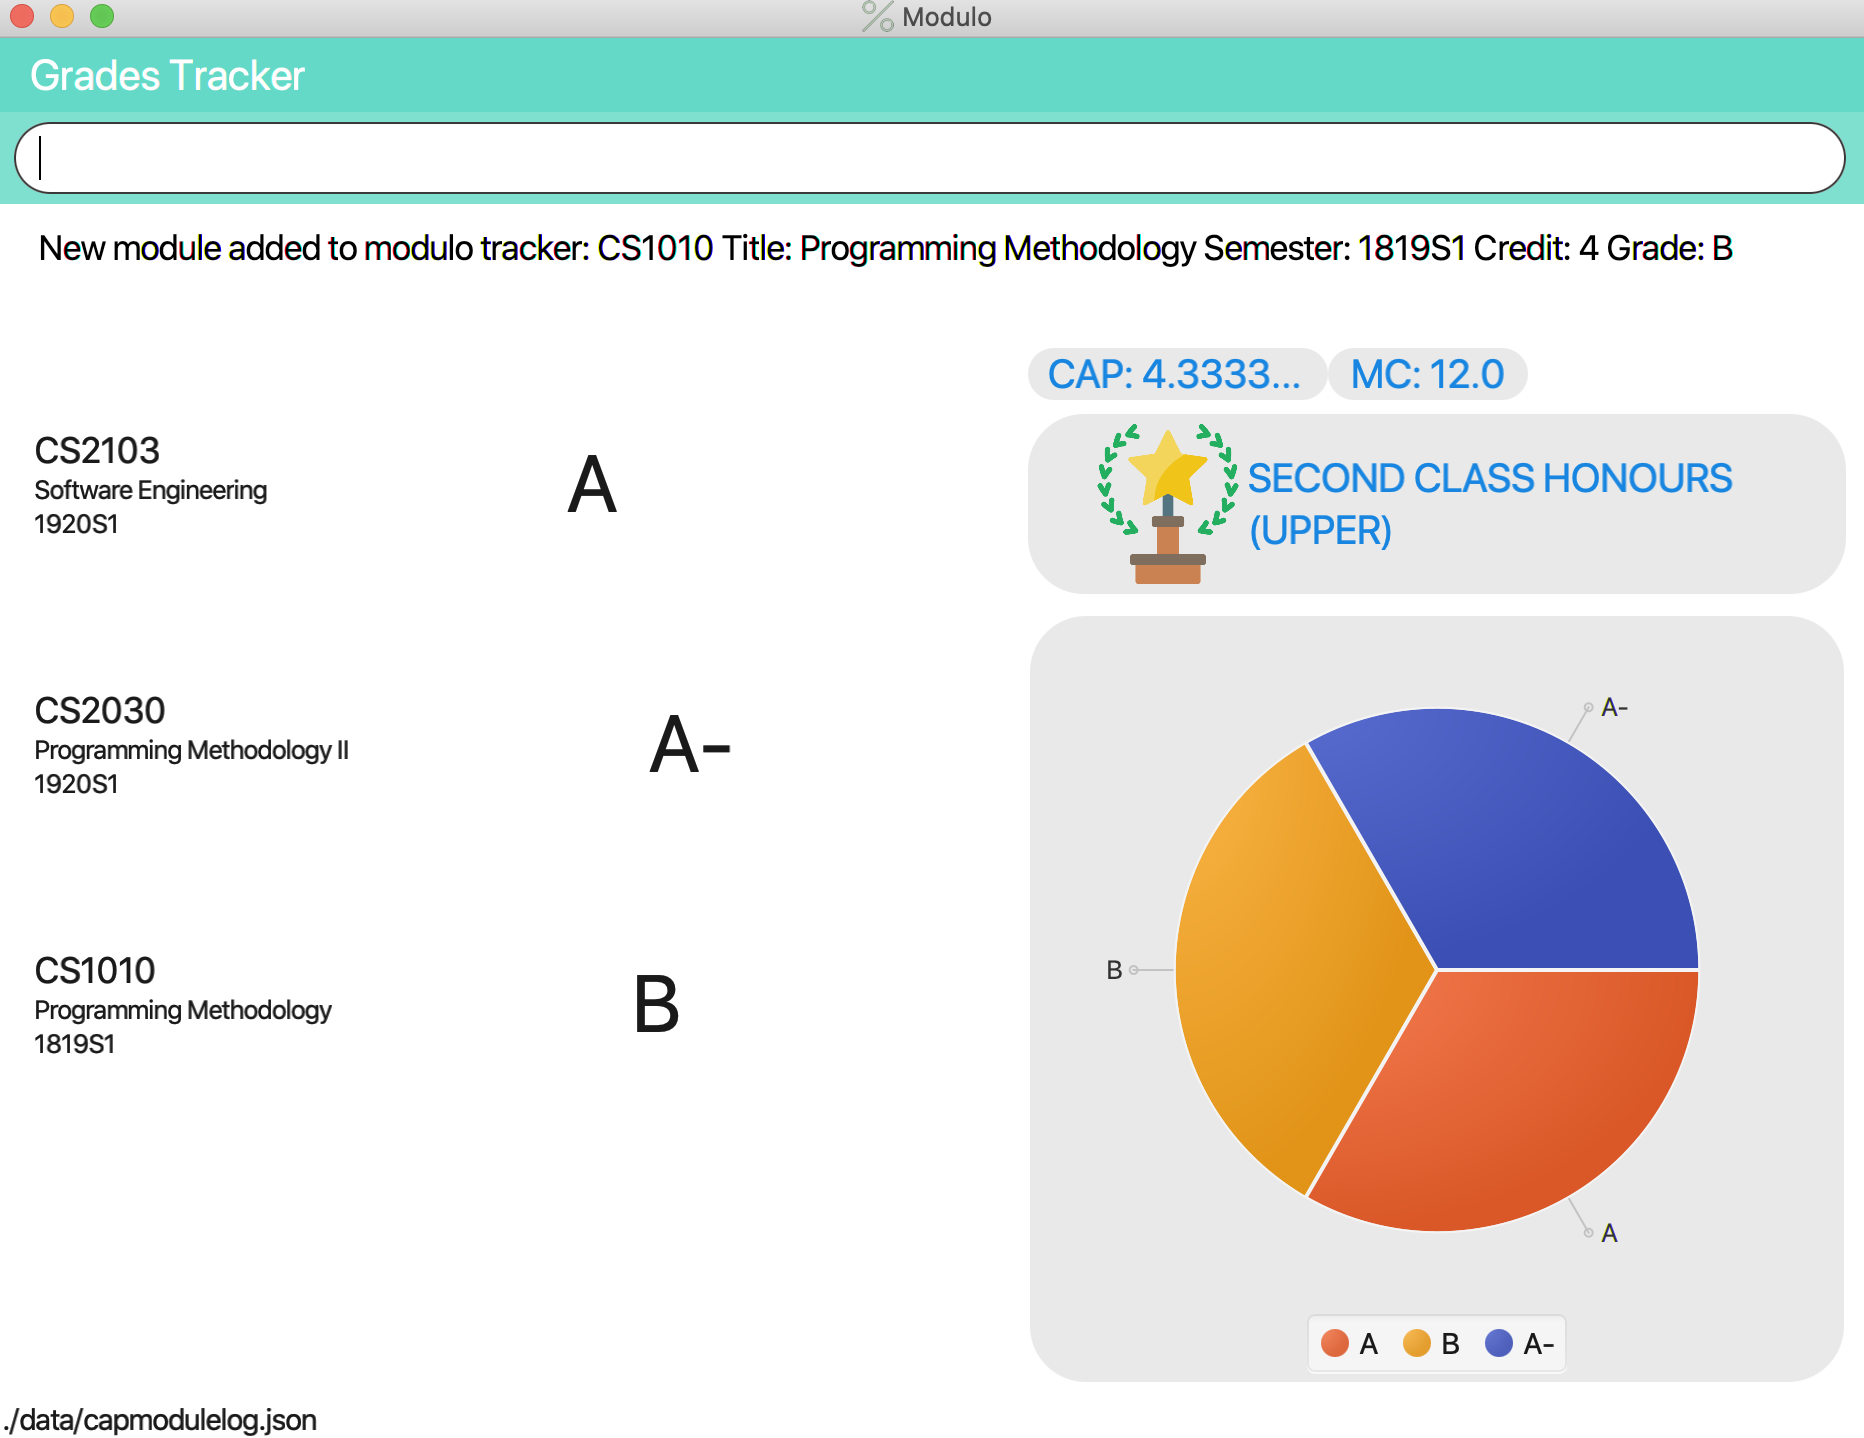 Modulo
Grades Tracker
New module added to modulo tracker: CS1010 Title: Programming Methodology Semester: 1819S1 Credit: 4 Grade: B
CAP: 4.3333... MC: 12.0
SECOND CLASS HONOURS
(UPPER)
CS2103
Software Engineering
1920S1
A
CS2030
Programming Methodology II
1920S1
A-
CS1010
Programming Methodology
1819S1
B
A-
B
A
A B A-
./data/capmodulelog.json